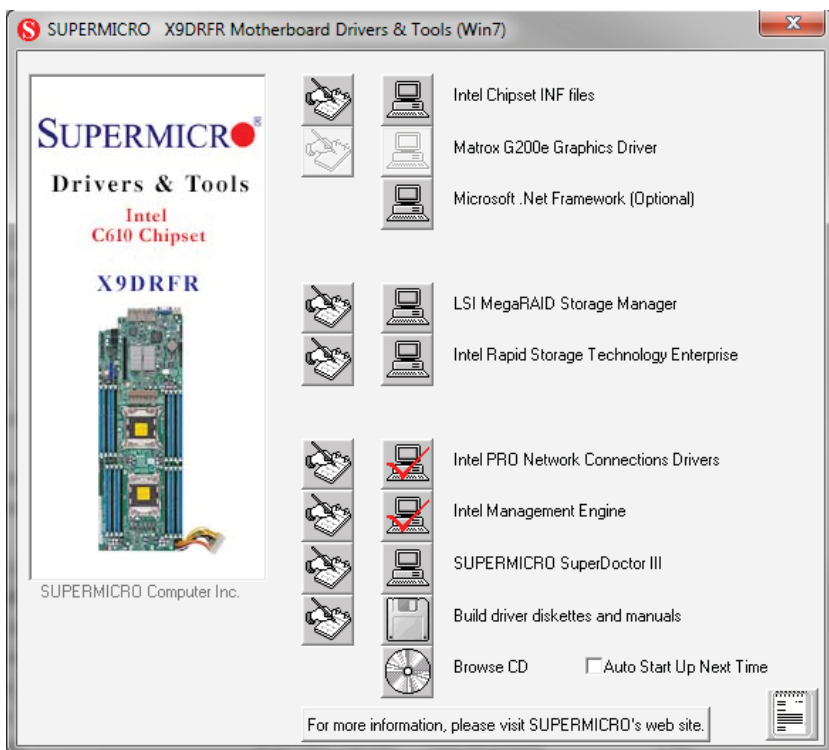 SUPERMICRO X9DRFR Motherboard Drivers & Tools (Win7)
SUPERMICRO®
Drivers & Tools
Intel
C610 Chipset
X9DRFR
SUPERMICRO Computer Inc.
Intel Chipset INF files
Matrox G200e Graphics Driver
Microsoft .Net Framework (Optional)
LSI MegaRAID Storage Manager
Intel Rapid Storage Technology Enterprise
Intel PRO Network Connections Drivers
Intel Management Engine
SUPERMICRO SuperDoctor III
Build driver diskettes and manuals
Browse CD
Auto Start Up Next Time
For more information, please visit SUPERMICRO's web site.